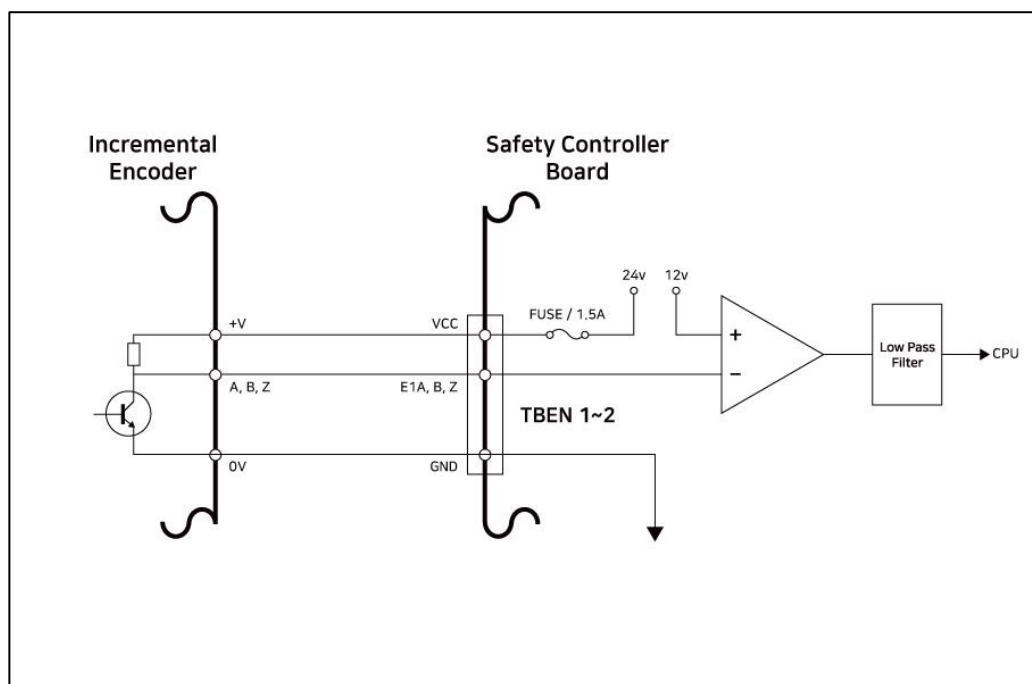 Incremental
Encoder
Safety Controller
Board
24v
12v
FUSE / 1.5A
+V
VCC
+
Low Pass
Filter
CPU
−
A, B, Z
E1A, B, Z
TBEN 1~2
0V
GND